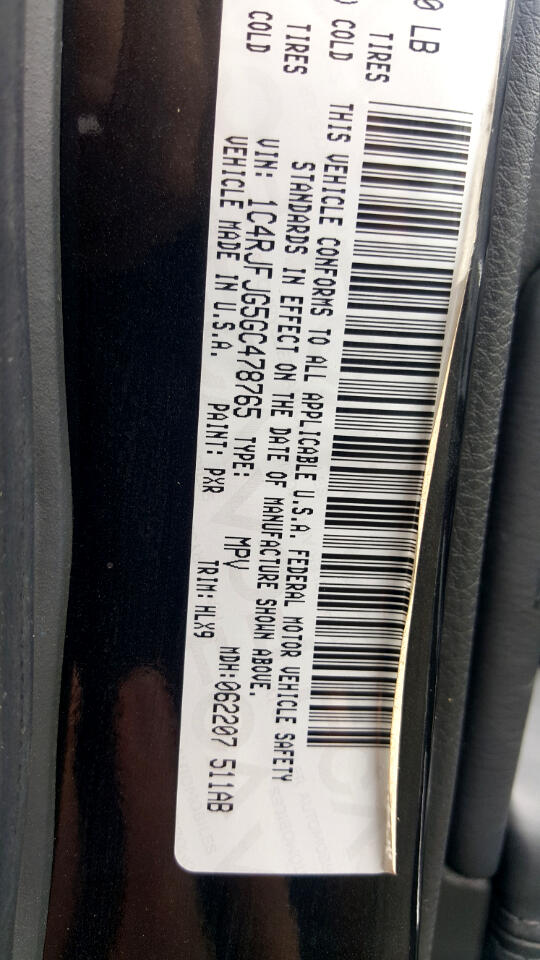 0 LB
TIRES
) COLD
TIRES
COLD
THIS VEHICLE CONFORMS TO ALL APPLICABLE U.S.A. FEDERAL MOTOR VEHICLE SAFETY
STANDARDS IN EFFECT ON THE DATE OF MANUFACTURE SHOWN ABOVE.
VIN: 1C4RJFJG5GC478765 TYPE: MPV MDH:062207 511AB
VEHICLE MADE IN U.S.A. PAINT: PXR TRIM: HLX9